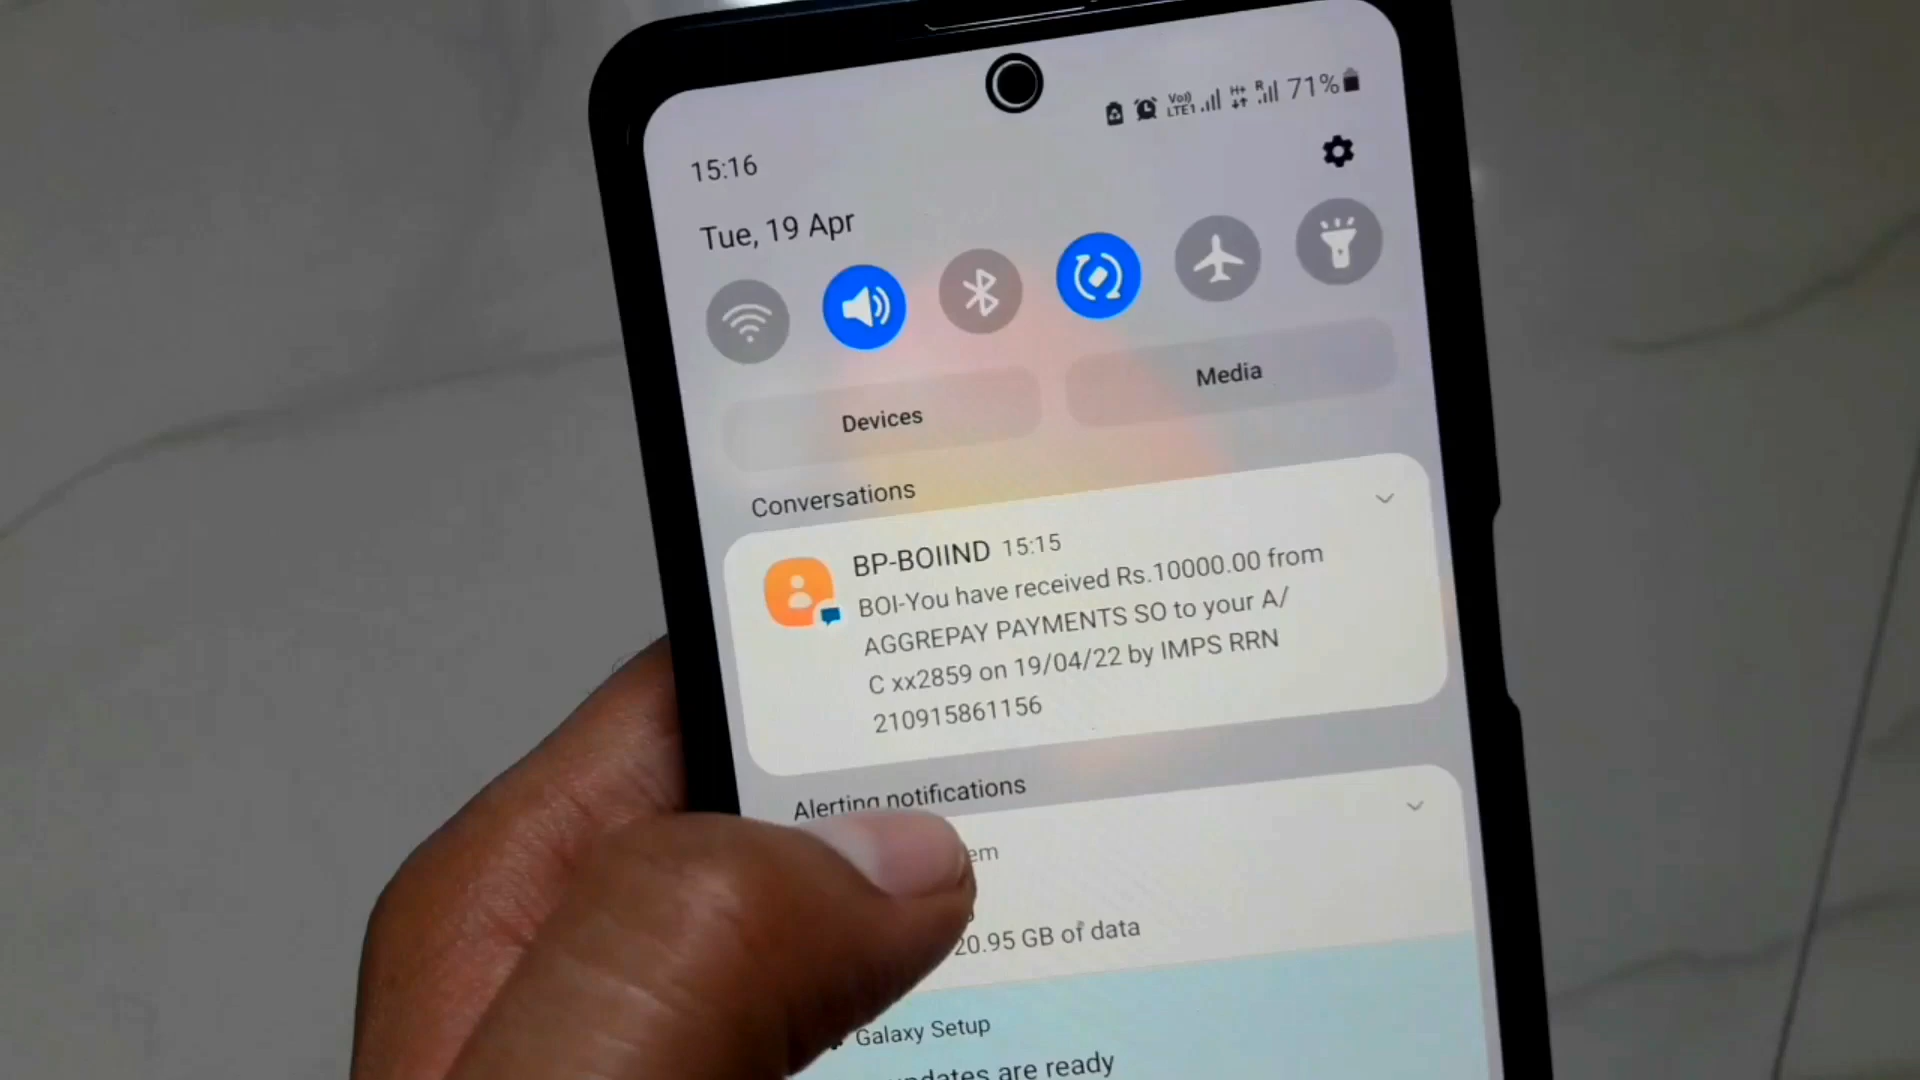 Vo))
LTE1
H+
R
71%
15:16
Tue, 19 Apr
Devices
Media
Conversations
BP-BOIIND 15:15
BOI-You have received Rs.10000.00 from
AGGREPAY PAYMENTS SO to your A/
C xx2859 on 19/04/22 by IMPS RRN
210915861156
Alerting notifications
20.95 GB of data
Galaxy Setup
are ready